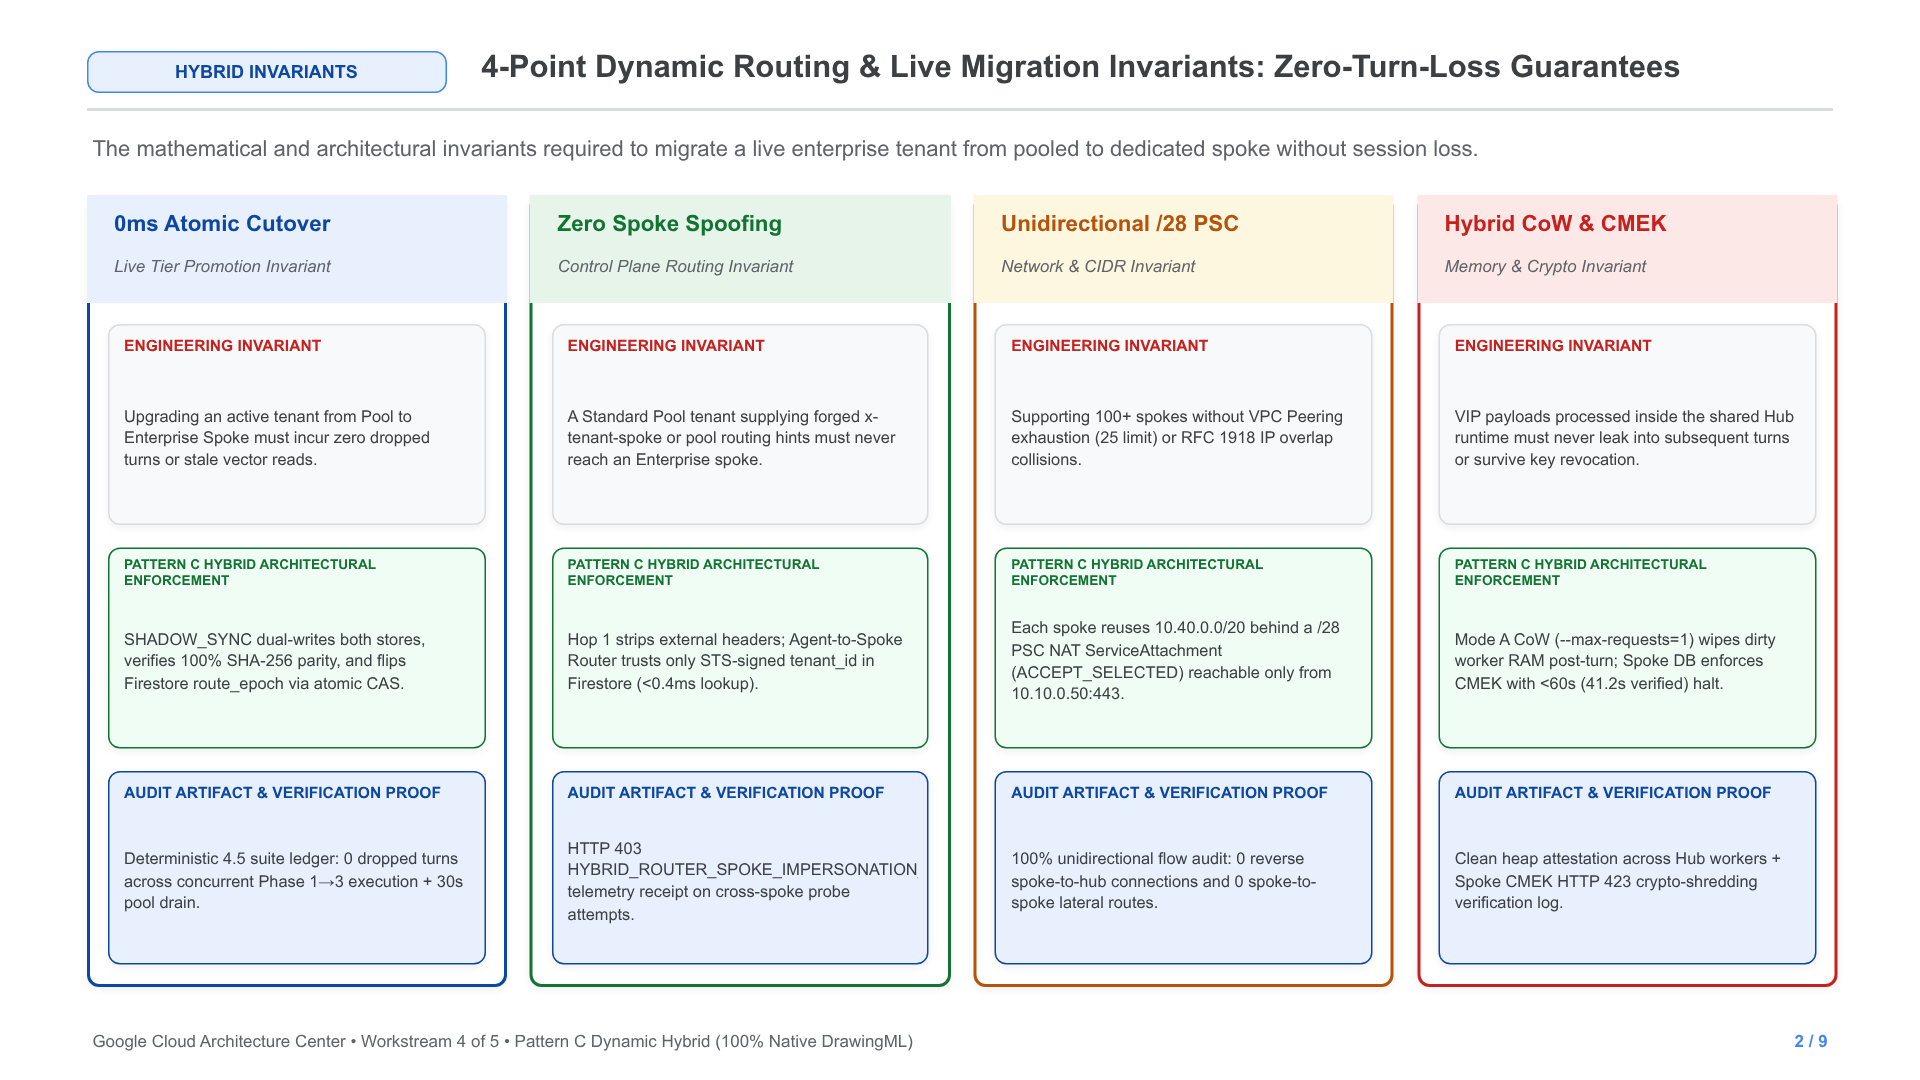 HYBRID INVARIANTS
4-Point Dynamic Routing & Live Migration Invariants: Zero-Turn-Loss Guarantees
The mathematical and architectural invariants required to migrate a live enterprise tenant from pooled to dedicated spoke without session loss.
0ms Atomic Cutover
Live Tier Promotion Invariant
ENGINEERING INVARIANT
Upgrading an active tenant from Pool to
Enterprise Spoke must incur zero dropped
turns or stale vector reads.
PATTERN C HYBRID ARCHITECTURAL
ENFORCEMENT
SHADOW_SYNC dual-writes both stores,
verifies 100% SHA-256 parity, and flips
Firestore route_epoch via atomic CAS.
AUDIT ARTIFACT & VERIFICATION PROOF
Deterministic 4.5 suite ledger: 0 dropped turns
across concurrent Phase 1→3 execution + 30s
pool drain.
Zero Spoke Spoofing
Control Plane Routing Invariant
ENGINEERING INVARIANT
A Standard Pool tenant supplying forged x-
tenant-spoke or pool routing hints must never
reach an Enterprise spoke.
PATTERN C HYBRID ARCHITECTURAL
ENFORCEMENT
Hop 1 strips external headers; Agent-to-Spoke
Router trusts only STS-signed tenant_id in
Firestore (<0.4ms lookup).
AUDIT ARTIFACT & VERIFICATION PROOF
HTTP 403
HYBRID_ROUTER_SPOKE_IMPERSONATION
telemetry receipt on cross-spoke probe
attempts.
Unidirectional /28 PSC
Network & CIDR Invariant
ENGINEERING INVARIANT
Supporting 100+ spokes without VPC Peering
exhaustion (25 limit) or RFC 1918 IP overlap
collisions.
PATTERN C HYBRID ARCHITECTURAL
ENFORCEMENT
Each spoke reuses 10.40.0.0/20 behind a /28
PSC NAT ServiceAttachment
(ACCEPT_SELECTED) reachable only from
10.10.0.50:443.
AUDIT ARTIFACT & VERIFICATION PROOF
100% unidirectional flow audit: 0 reverse
spoke-to-hub connections and 0 spoke-to-
spoke lateral routes.
Hybrid CoW & CMEK
Memory & Crypto Invariant
ENGINEERING INVARIANT
VIP payloads processed inside the shared Hub
runtime must never leak into subsequent turns
or survive key revocation.
PATTERN C HYBRID ARCHITECTURAL
ENFORCEMENT
Mode A CoW (--max-requests=1) wipes dirty
worker RAM post-turn; Spoke DB enforces
CMEK with <60s (41.2s verified) halt.
AUDIT ARTIFACT & VERIFICATION PROOF
Clean heap attestation across Hub workers +
Spoke CMEK HTTP 423 crypto-shredding
verification log.
Google Cloud Architecture Center • Workstream 4 of 5 • Pattern C Dynamic Hybrid (100% Native DrawingML)
2 / 9